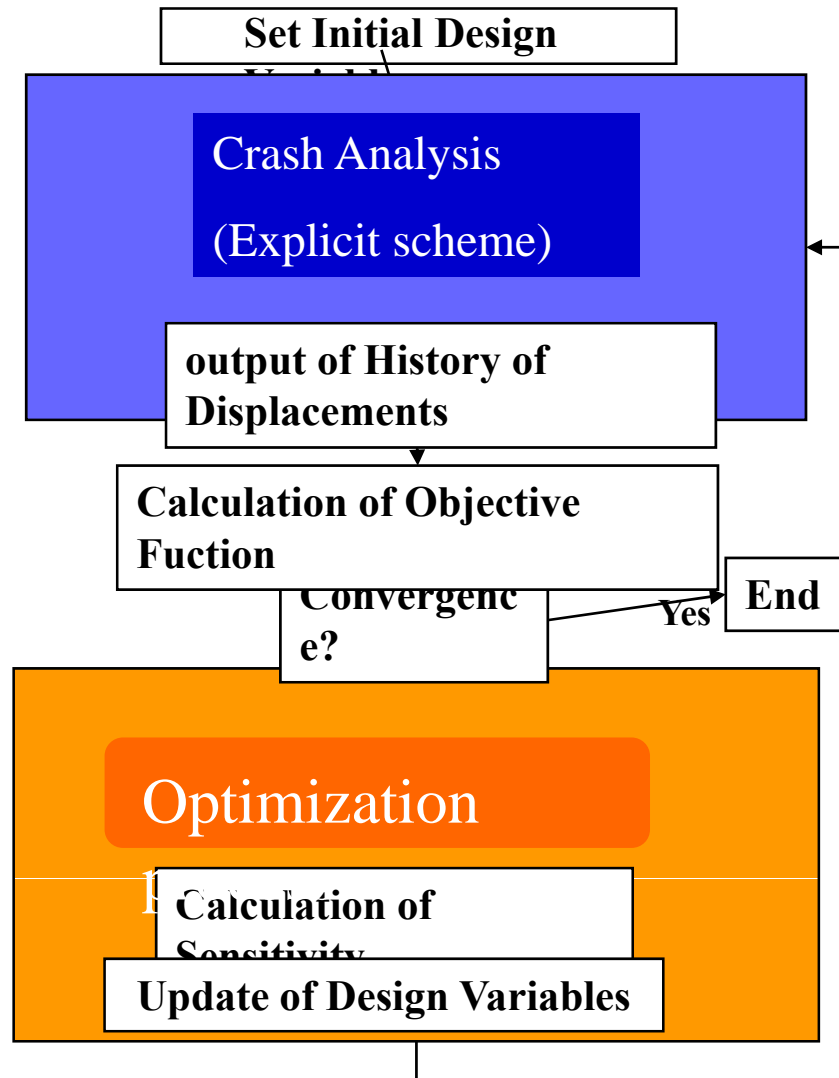 Set Initial Design
Crash Analysis
(Explicit scheme)
output of History of
Displacements
Calculation of Objective
Fuction
Convergenc
e?
Yes
End
Optimization
Calculation of
Sensitivity
Update of Design Variables